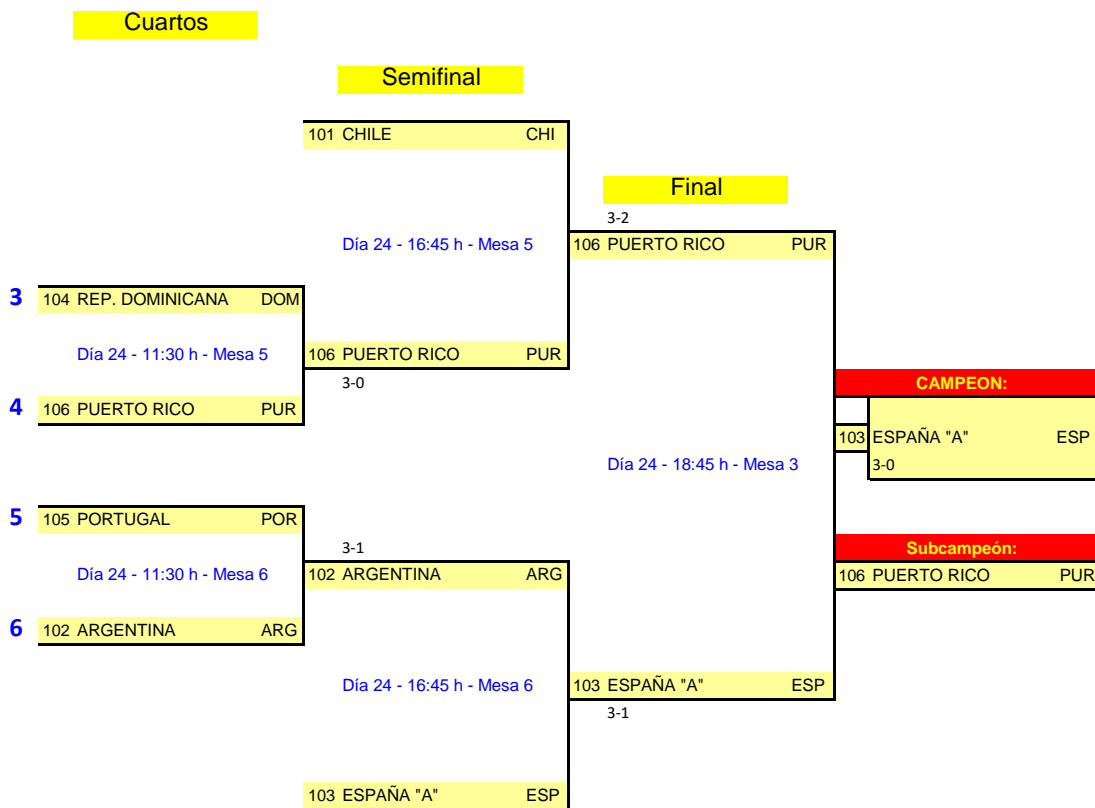 Cuartos
Semifinal
101 CHILE CHI
Final
3-2
Día 24 - 16:45 h - Mesa 5
106 PUERTO RICO PUR
3 104 REP. DOMINICANA DOM
Día 24 - 11:30 h - Mesa 5
106 PUERTO RICO PUR
3-0
CAMPEON:
4 106 PUERTO RICO PUR
103 ESPAÑA "A" ESP
Día 24 - 18:45 h - Mesa 3
3-0
5 105 PORTUGAL POR
3-1
Subcampeón:
Día 24 - 11:30 h - Mesa 6
102 ARGENTINA ARG
106 PUERTO RICO PUR
6 102 ARGENTINA ARG
Día 24 - 16:45 h - Mesa 6
103 ESPAÑA "A" ESP
3-1
103 ESPAÑA "A" ESP